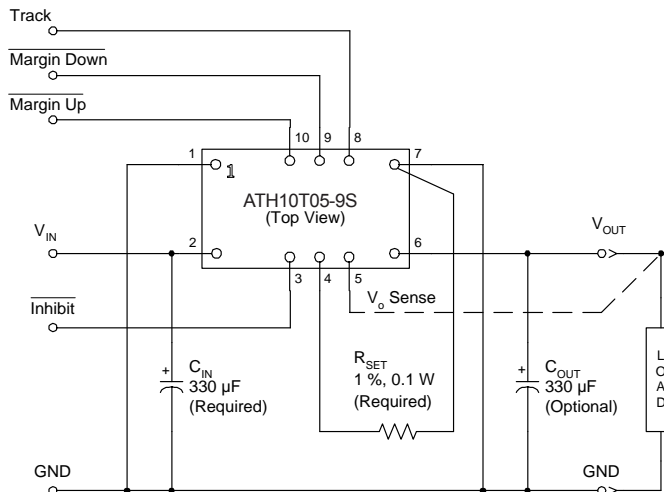 Track
Margin Down
Margin Up
1
10
9
8
7
1
ATH10T05-9S
(Top View)
VIN
2
6
VOUT
3
4
5
Vo Sense
Inhibit
+
CIN
330 µF
(Required)
RSET
1 %, 0.1 W
(Required)
+
COUT
330 µF
(Optional)
L
O
A
D
GND
GND